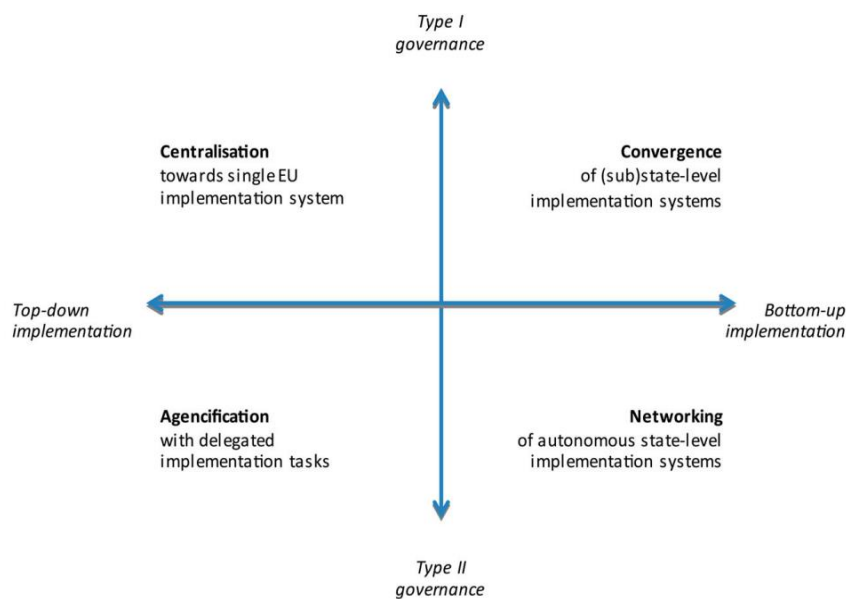 Type I
governance
Centralisation
towards single EU
implementation system
Convergence
of (sub)state-level
implementation systems
Top-down
implementation
Bottom-up
implementation
Agencification
with delegated
implementation tasks
Networking
of autonomous state-level
implementation systems
Type II
governance